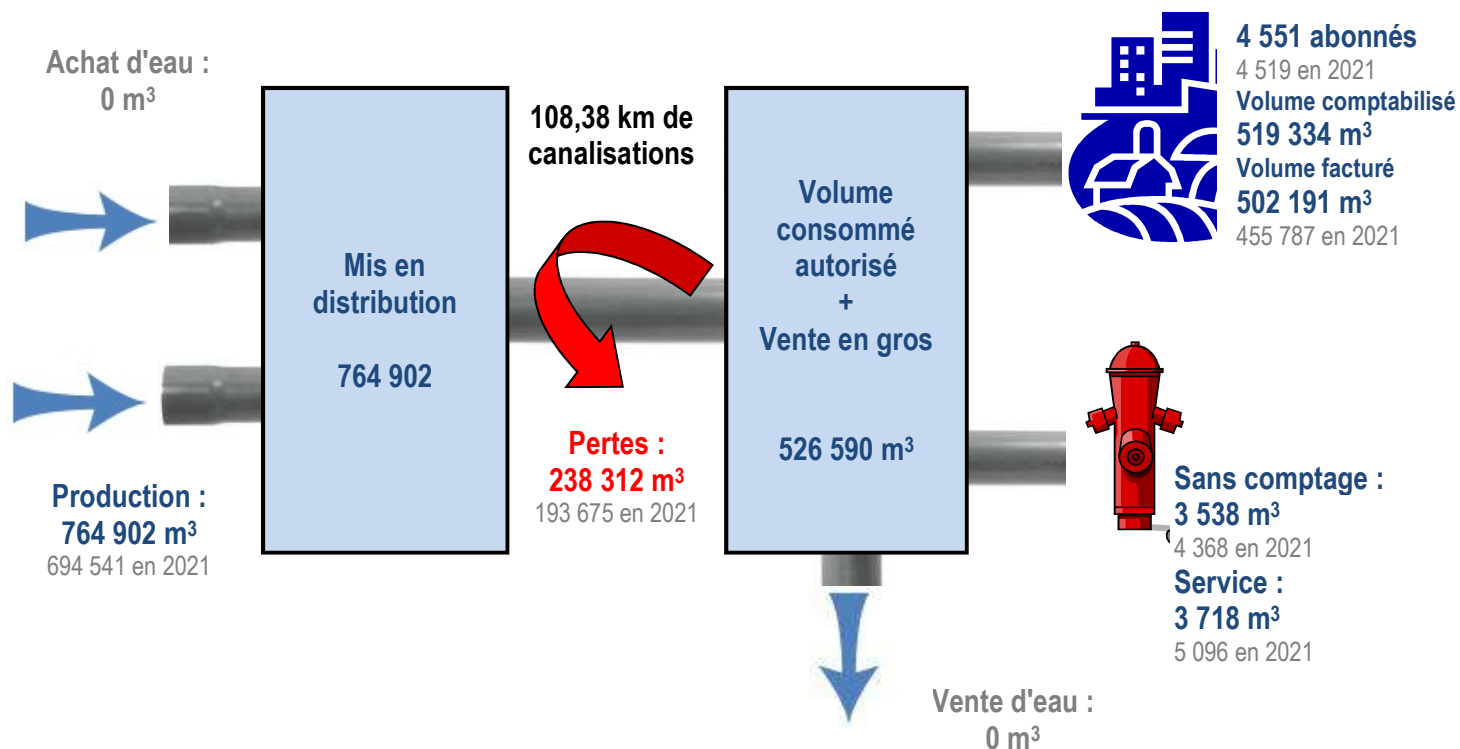 Achat d'eau :
0 m³
Production :
764 902 m³
694 541 en 2021
Mis en
distribution
764 902
108,38 km de
canalisations
Pertes :
238 312 m³
193 675 en 2021
Volume
consommé
autorisé
+
Vente en gros
526 590 m³
4 551 abonnés
4 519 en 2021
Volume comptabilisé
519 334 m³
Volume facturé
502 191 m³
455 787 en 2021
Sans comptage :
3 538 m³
4 368 en 2021
Service :
3 718 m³
5 096 en 2021
Vente d'eau :
0 m³